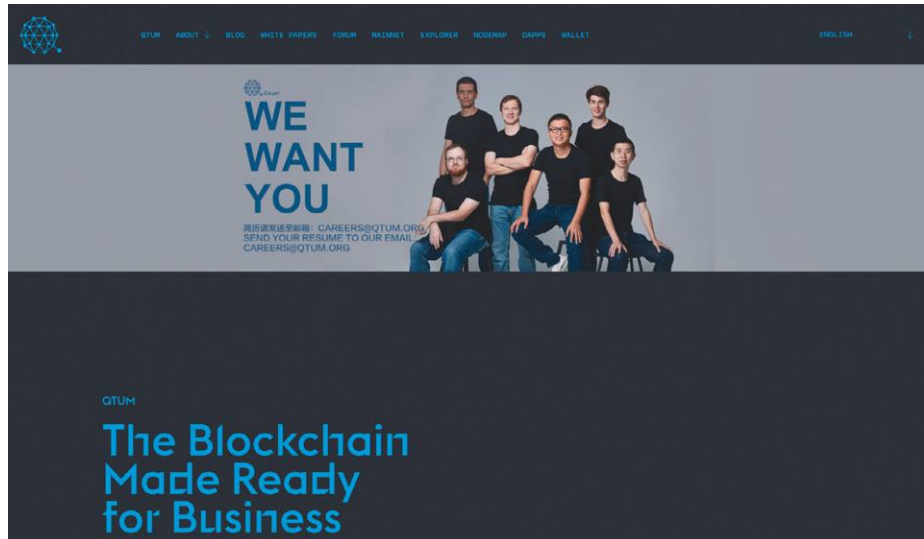 QTUM ABOUT ↓ BLOG WHITE PAPERS FORUM MAINNET EXPLORER NODEMAP DAPPS WALLET ENGLISH ↓
Qtum
WE
WANT
YOU
简历请发送至邮箱：CAREERS@QTUM.ORG
SEND YOUR RESUME TO OUR EMAIL:
CAREERS@QTUM.ORG
QTUM
The Blockchain
Made Ready
for Business